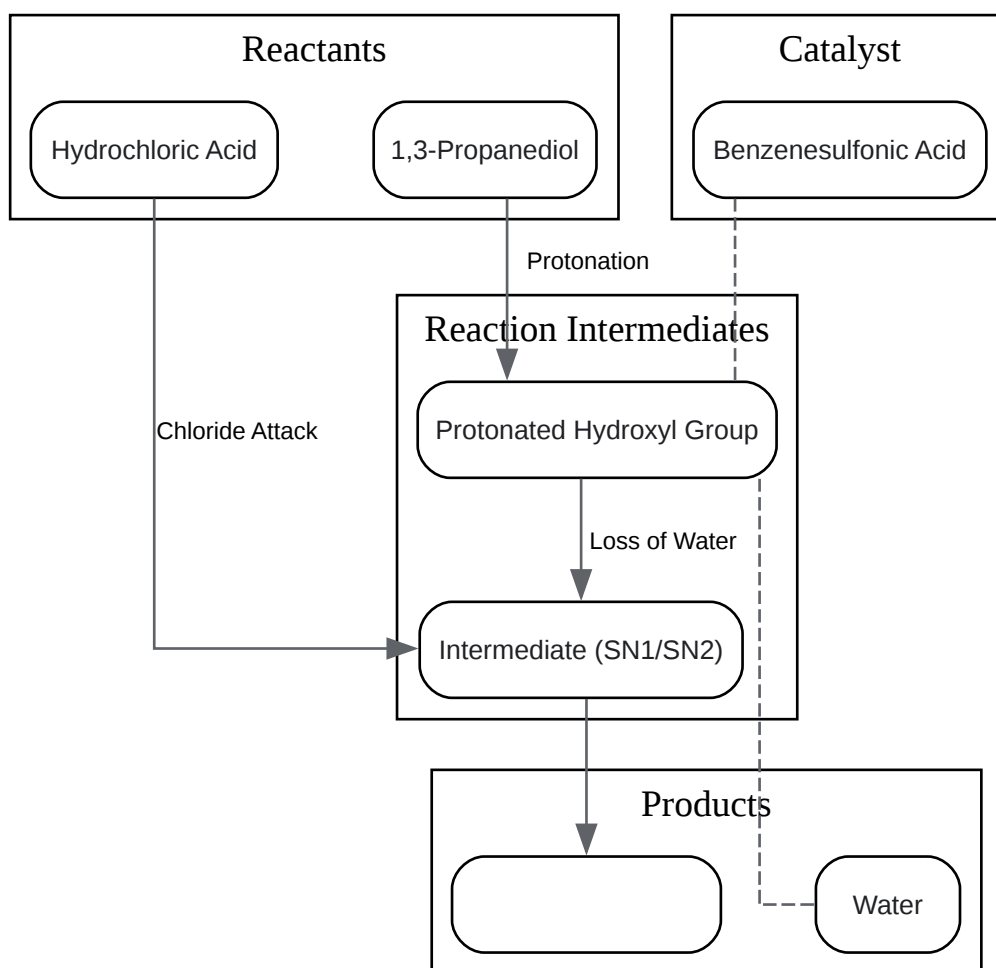 Reactants
Catalyst
Hydrochloric Acid
1,3-Propanediol
Benzenesulfonic Acid
Protonation
Reaction Intermediates
Chloride Attack
Protonated Hydroxyl Group
Loss of Water
Intermediate (SN1/SN2)
Products
Water